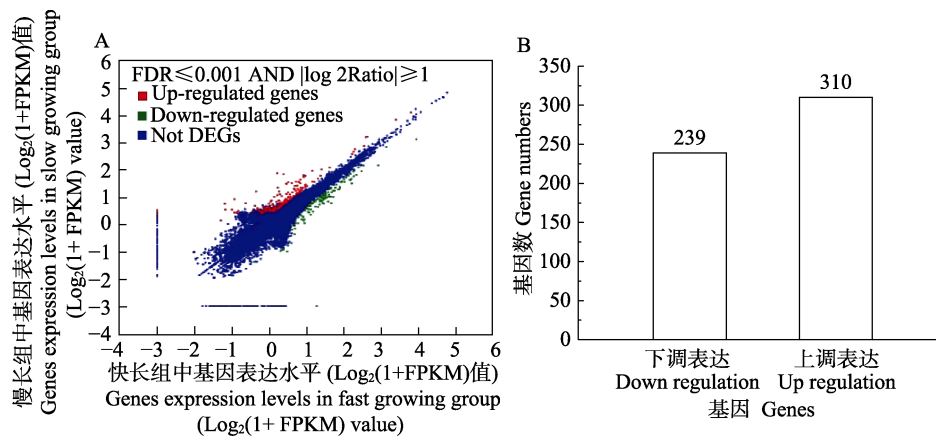 慢长组中基因表达水平 (Log2(1+FPKM)值)
Genes expression levels in slow growing group
(Log2(1+ FPKM) value)
A
FDR≤0.001 AND |log 2Ratio|≥1
Up-regulated genes
Down-regulated genes
Not DEGs
6
5
4
3
2
1
0
−1
−2
−3
−4
−4 −3 −2 −1 0 1 2 3 4 5 6
快长组中基因表达水平 (Log2(1+FPKM)值)
Genes expression levels in fast growing group
(Log2(1+ FPKM) value)
B
基因数 Gene numbers
350
300
250
200
150
100
50
0
239
310
下调表达 上调表达
Down regulation Up regulation
基因 Genes